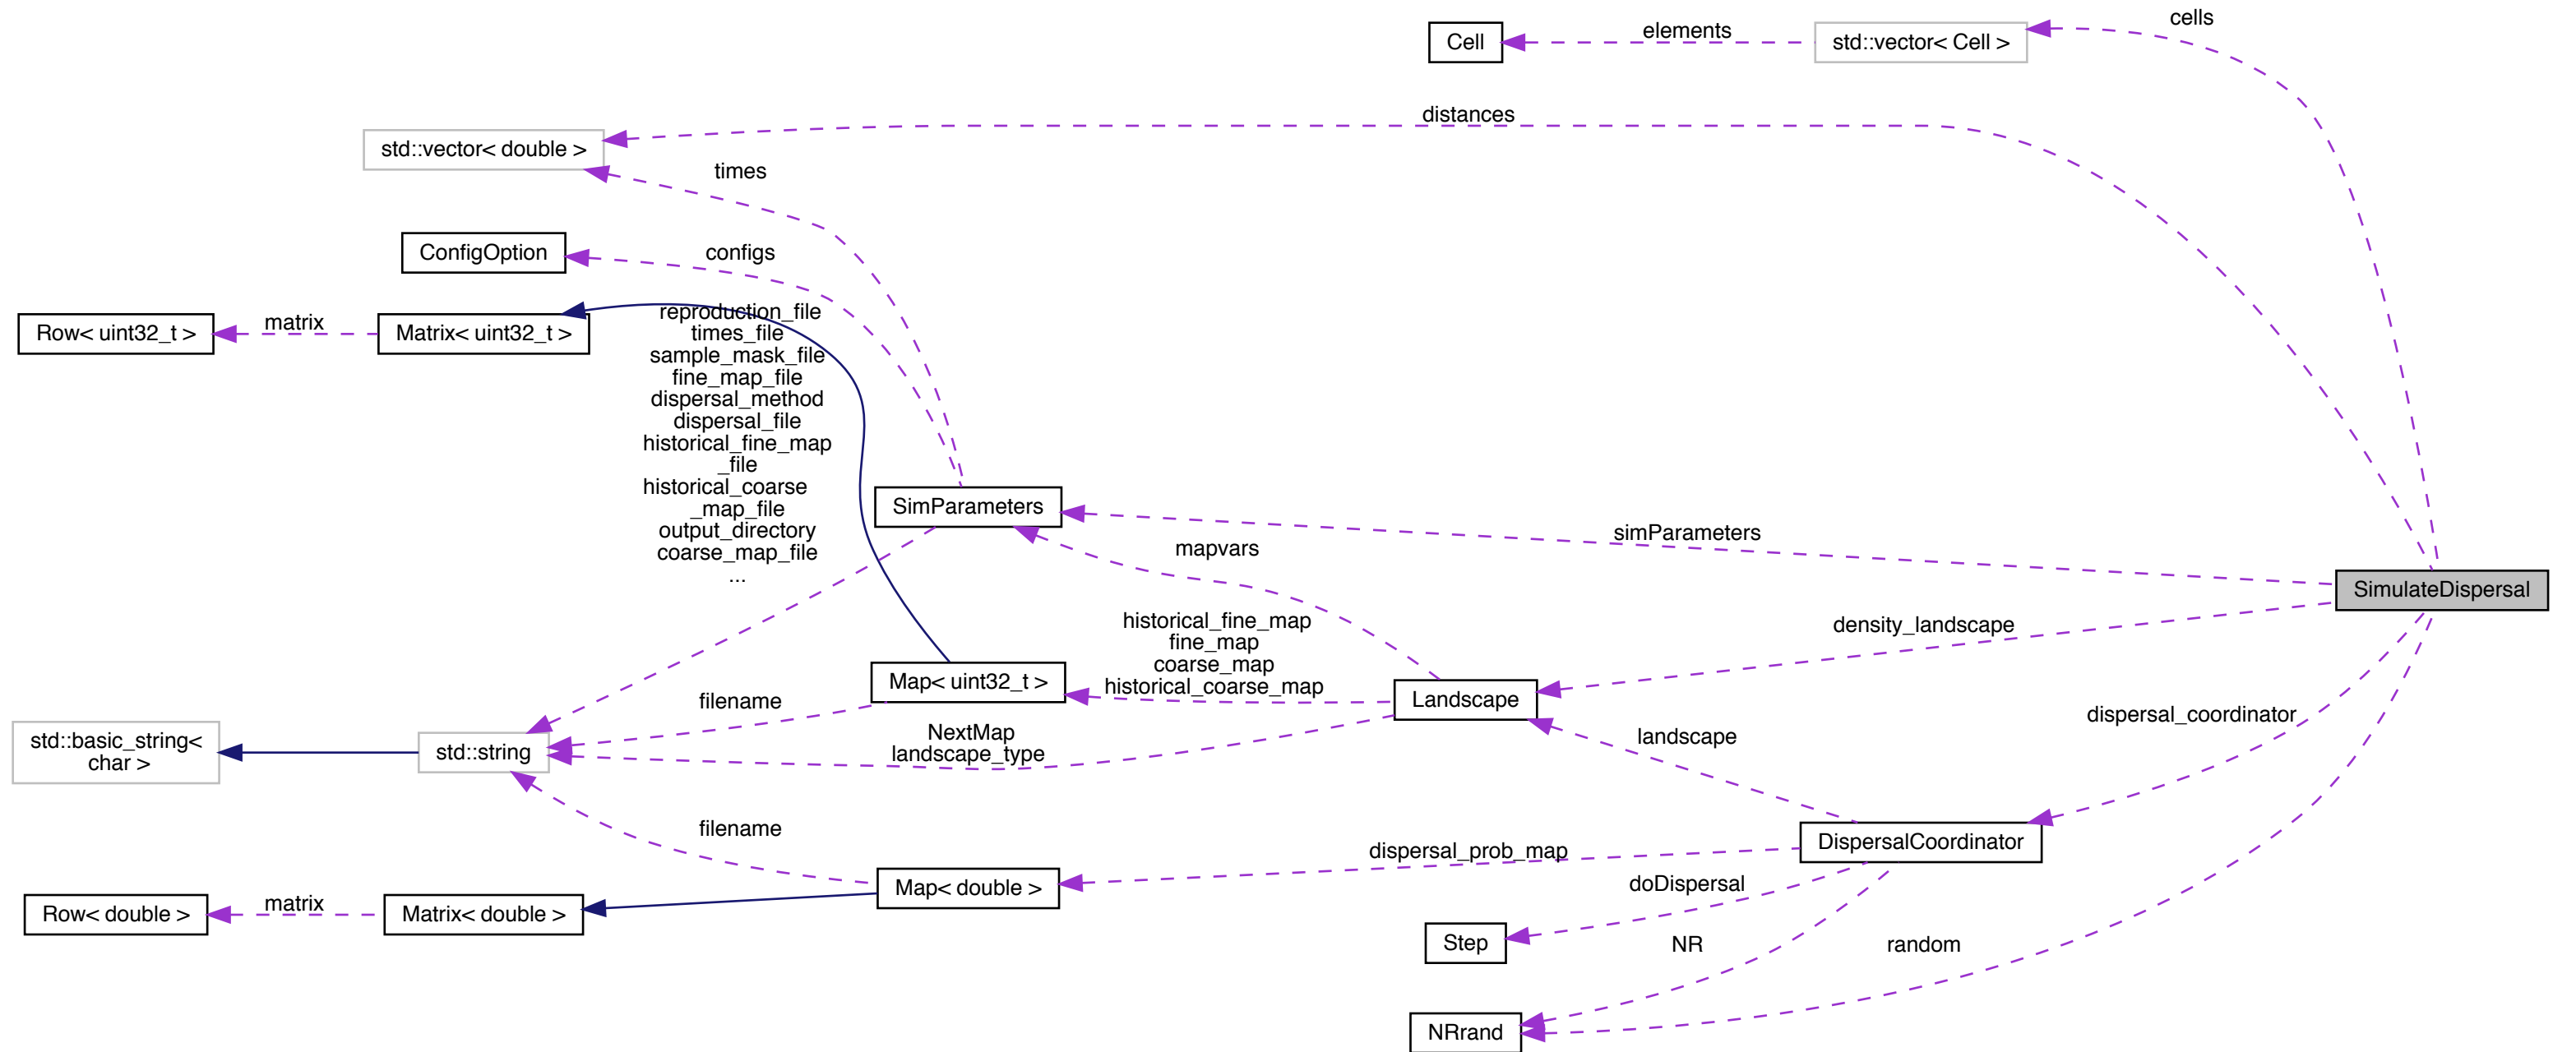 cells
Cell
elements
std::vector< Cell >
distances
std::vector< double >
times
ConfigOption
configs
Row< uint32_t >
matrix
Matrix< uint32_t >
reproduction_file
times_file
sample_mask_file
fine_map_file
dispersal_method
dispersal_file
historical_fine_map
_file
historical_coarse
_map_file
output_directory
coarse_map_file
...
SimParameters
simParameters
mapvars
SimulateDispersal
historical_fine_map
fine_map
coarse_map
historical_coarse_map
density_landscape
Map< uint32_t >
Landscape
filename
dispersal_coordinator
NextMap
landscape_type
landscape
std::basic_string<
char >
std::string
filename
DispersalCoordinator
dispersal_prob_map
doDispersal
Map< double >
Row< double >
matrix
Matrix< double >
Step
NR
random
NRrand